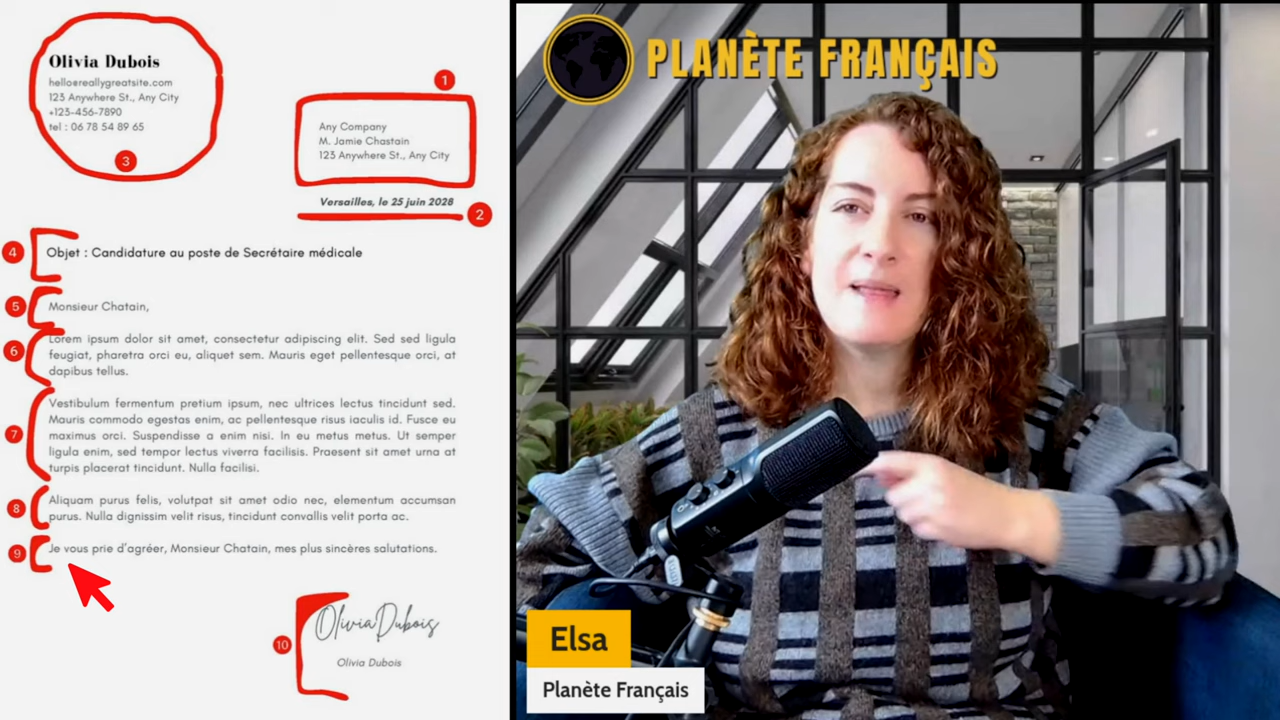 Olivia Dubois
hello@reallygreatsite.com
123 Anywhere St., Any City
+123-456-7890
tel : 06 78 54 89 65
3
1
Any Company
M. Jamie Chastain
123 Anywhere St., Any City
Versailles, le 25 juin 2028
2
4
Objet : Candidature au poste de Secrétaire médicale
5
Monsieur Chatain,
6
Lorem ipsum dolor sit amet, consectetur adipiscing elit. Sed sed ligula
feugiat, pharetra orci eu, aliquet sem. Mauris eget pellentesque orci, at
dapibus tellus.
7
Vestibulum fermentum pretium ipsum, nec ultrices lectus tincidunt sed.
Mauris commodo egestas enim, ac pellentesque risus iaculis id. Fusce eu
maximus orci. Suspendisse a enim nisi. In eu metus metus. Ut semper
ligula enim, sed tempor lectus viverra facilisis. Praesent sit amet urna at
turpis placerat tincidunt. Nulla facilisi.
8
Aliquam purus felis, volutpat sit amet odio nec, elementum accumsan
purus. Nulla dignissim velit risus, tincidunt convallis velit porta ac.
9
Je vous prie d'agréer, Monsieur Chatain, mes plus sincères salutations.
10
Olivia Dubois
Olivia Dubois
PLANÈTE FRANÇAIS
Elsa
Planète Français